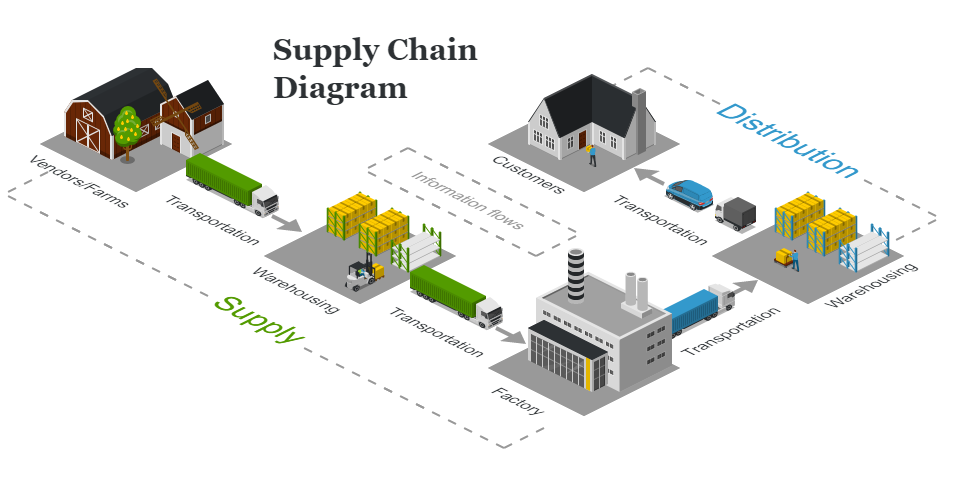 Supply Chain
Diagram
Vendors/Farms
Transportation
Warehousing
Transportation
Factory
Supply
Information flows
Customers
Transportation
Distribution
Warehousing
Transportation